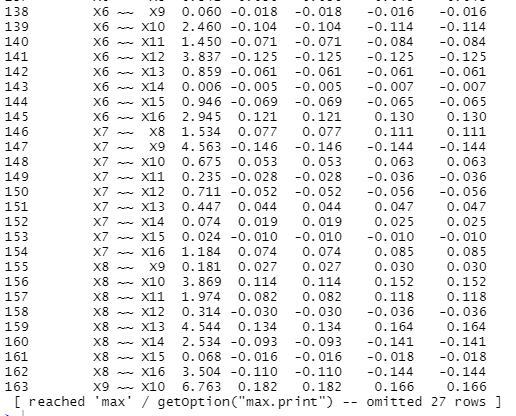 138 X6 ~~ X9 0.060 -0.018 -0.018 -0.016 -0.016
139 X6 ~~ X10 2.460 -0.104 -0.104 -0.114 -0.114
140 X6 ~~ X11 1.450 -0.071 -0.071 -0.084 -0.084
141 X6 ~~ X12 3.837 -0.125 -0.125 -0.125 -0.125
142 X6 ~~ X13 0.859 -0.061 -0.061 -0.061 -0.061
143 X6 ~~ X14 0.006 -0.005 -0.005 -0.007 -0.007
144 X6 ~~ X15 0.946 -0.069 -0.069 -0.065 -0.065
145 X6 ~~ X16 2.945 0.121 0.121 0.130 0.130
146 X7 ~~ X8 1.534 0.077 0.077 0.111 0.111
147 X7 ~~ X9 4.563 -0.146 -0.146 -0.144 -0.144
148 X7 ~~ X10 0.675 0.053 0.053 0.063 0.063
149 X7 ~~ X11 0.235 -0.028 -0.028 -0.036 -0.036
150 X7 ~~ X12 0.711 -0.052 -0.052 -0.056 -0.056
151 X7 ~~ X13 0.447 0.044 0.044 0.047 0.047
152 X7 ~~ X14 0.074 0.019 0.019 0.025 0.025
153 X7 ~~ X15 0.024 -0.010 -0.010 -0.010 -0.010
154 X7 ~~ X16 1.184 0.074 0.074 0.085 0.085
155 X8 ~~ X9 0.181 0.027 0.027 0.030 0.030
156 X8 ~~ X10 3.869 0.114 0.114 0.152 0.152
157 X8 ~~ X11 1.974 0.082 0.082 0.118 0.118
158 X8 ~~ X12 0.314 -0.030 -0.030 -0.036 -0.036
159 X8 ~~ X13 4.544 0.134 0.134 0.164 0.164
160 X8 ~~ X14 2.534 -0.093 -0.093 -0.141 -0.141
161 X8 ~~ X15 0.068 -0.016 -0.016 -0.018 -0.018
162 X8 ~~ X16 3.504 -0.110 -0.110 -0.144 -0.144
163 X9 ~~ X10 6.763 0.182 0.182 0.166 0.166
[ reached 'max' / getOption("max.print") -- omitted 27 rows ]